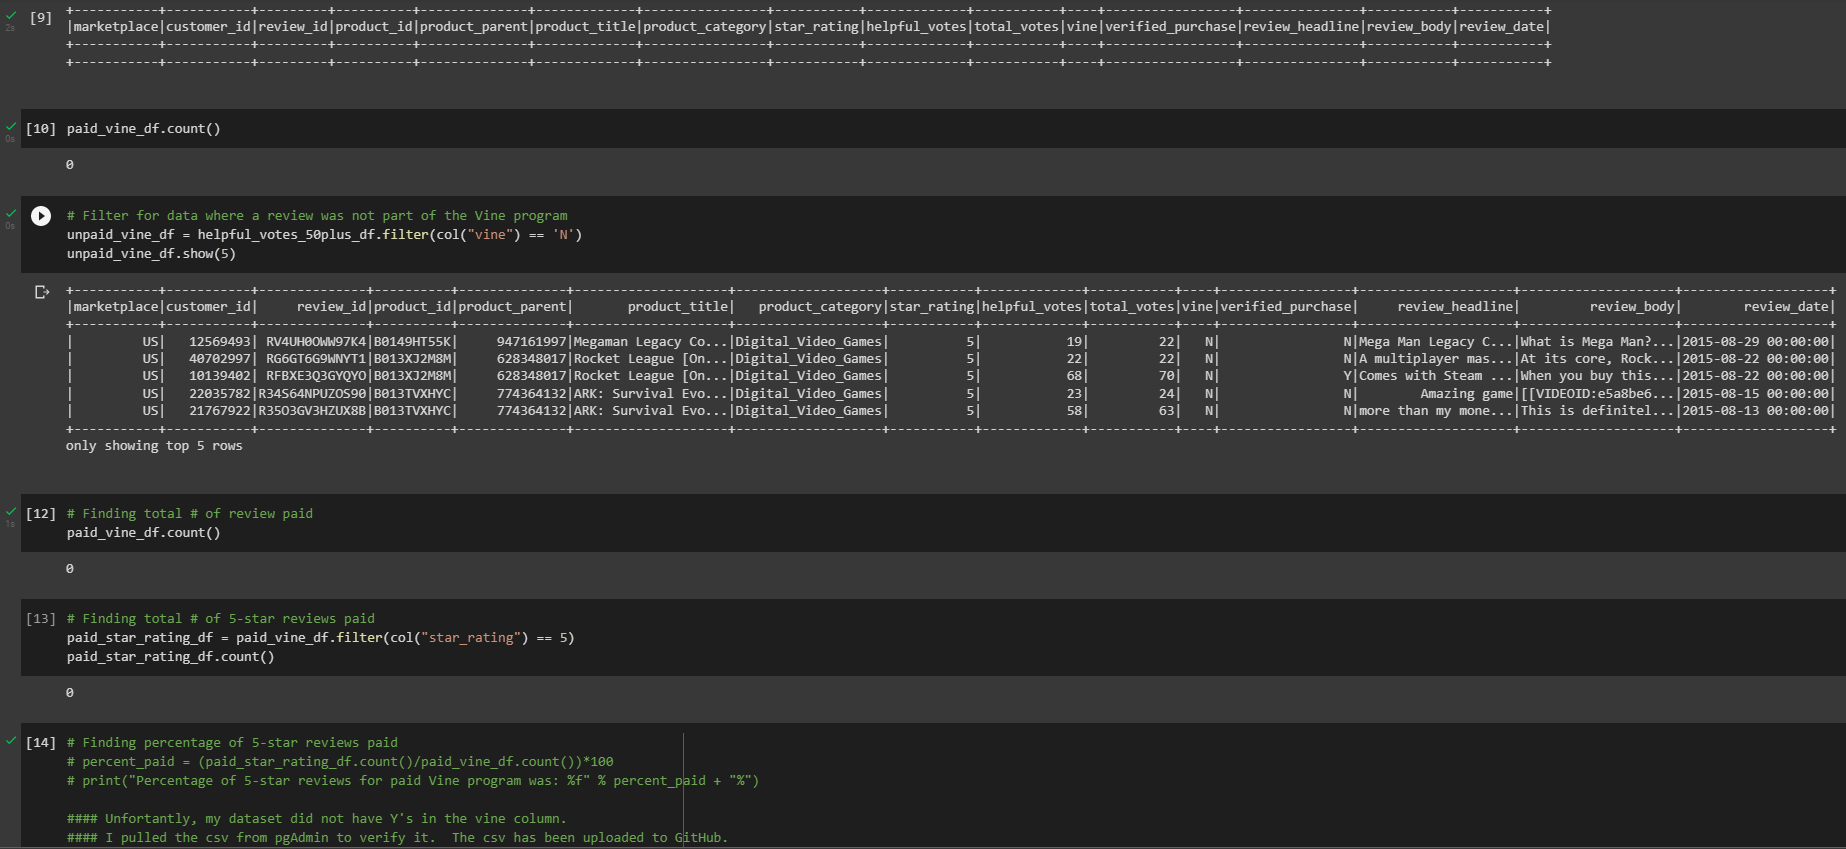 [9]
2s
+-----------+-----------+---------+----------+--------------+-------------+----------------+-----------+-------------+-----------+----+-----------------+---------------+-----------+-----------+
|marketplace|customer_id|review_id|product_id|product_parent|product_title|product_category|star_rating|helpful_votes|total_votes|vine|verified_purchase|review_headline|review_body|review_date|
+-----------+-----------+---------+----------+--------------+-------------+----------------+-----------+-------------+-----------+----+-----------------+---------------+-----------+-----------+
+-----------+-----------+---------+----------+--------------+-------------+----------------+-----------+-------------+-----------+----+-----------------+---------------+-----------+-----------+
[10] paid_vine_df.count()
0s
0
# Filter for data where a review was not part of the Vine program
0s
unpaid_vine_df = helpful_votes_50plus_df.filter(col("vine") == 'N')
unpaid_vine_df.show(5)
+-----------+-----------+--------------+----------+--------------+--------------------+-------------------+-----------+-------------+-----------+----+-----------------+--------------------+--------------------+-------------------+
|marketplace|customer_id|     review_id|product_id|product_parent|       product_title|   product_category|star_rating|helpful_votes|total_votes|vine|verified_purchase|     review_headline|         review_body|        review_date|
+-----------+-----------+--------------+----------+--------------+--------------------+-------------------+-----------+-------------+-----------+----+-----------------+--------------------+--------------------+-------------------+
|         US|   12569493| RV4UH0OWW97K4|B0149HT55K|     947161997|Megaman Legacy Co...|Digital_Video_Games|          5|           19|         22|   N|                N|Mega Man Legacy C...|What is Mega Man?...|2015-08-29 00:00:00|
|         US|   40702997| RG6GT6G9WNYT1|B013XJ2M8M|     628348017|Rocket League [On...|Digital_Video_Games|          5|           22|         22|   N|                N|A multiplayer mas...|At its core, Rock...|2015-08-22 00:00:00|
|         US|   10139402| RFBXE3Q3GYQYO|B013XJ2M8M|     628348017|Rocket League [On...|Digital_Video_Games|          5|           68|         70|   N|                Y|Comes with Steam ...|When you buy this...|2015-08-22 00:00:00|
|         US|   22035782|R34S64NPUZOS90|B013TVXHYC|     774364132|ARK: Survival Evo...|Digital_Video_Games|          5|           23|         24|   N|                N|        Amazing game|[[VIDEOID:e5a8be6...|2015-08-15 00:00:00|
|         US|   21767922|R35O3GV3HZUX8B|B013TVXHYC|     774364132|ARK: Survival Evo...|Digital_Video_Games|          5|           58|         63|   N|                N|more than my mone...|This is definitel...|2015-08-13 00:00:00|
+-----------+-----------+--------------+----------+--------------+--------------------+-------------------+-----------+-------------+-----------+----+-----------------+--------------------+--------------------+-------------------+
only showing top 5 rows
[12] # Finding total # of review paid
1s
paid_vine_df.count()
0
[13] # Finding total # of 5-star reviews paid
paid_star_rating_df = paid_vine_df.filter(col("star_rating") == 5)
paid_star_rating_df.count()
0
[14] # Finding percentage of 5-star reviews paid
# percent_paid = (paid_star_rating_df.count()/paid_vine_df.count())*100
# print("Percentage of 5-star reviews for paid Vine program was: %f" % percent_paid + "%")
#### Unfortantly, my dataset did not have Y's in the vine column.
#### I pulled the csv from pgAdmin to verify it.  The csv has been uploaded to GitHub.